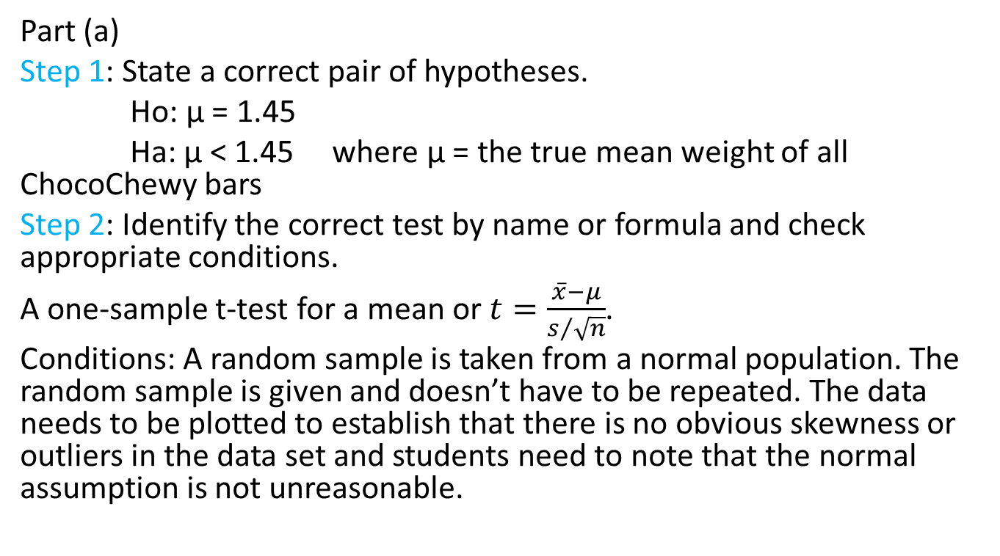 Part (a)
Step 1: State a correct pair of hypotheses.
Ho: μ = 1.45
Ha: μ < 1.45 where μ = the true mean weight of all
ChocoChewy bars
Step 2: Identify the correct test by name or formula and check
appropriate conditions.
A one-sample t-test for a mean or $t = \frac{\bar{x}-\mu}{s/\sqrt{n}}$.
Conditions: A random sample is taken from a normal population. The
random sample is given and doesn’t have to be repeated. The data
needs to be plotted to establish that there is no obvious skewness or
outliers in the data set and students need to note that the normal
assumption is not unreasonable.